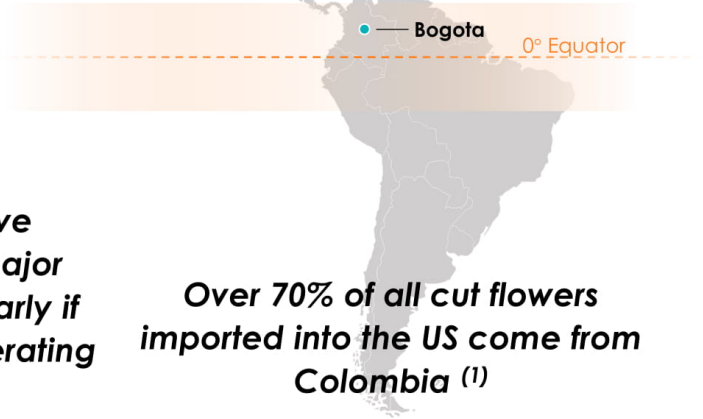 Bogota
0° Equator
ajor
arly if
erating
Over 70% of all cut flowers
imported into the US come from
Colombia (1)